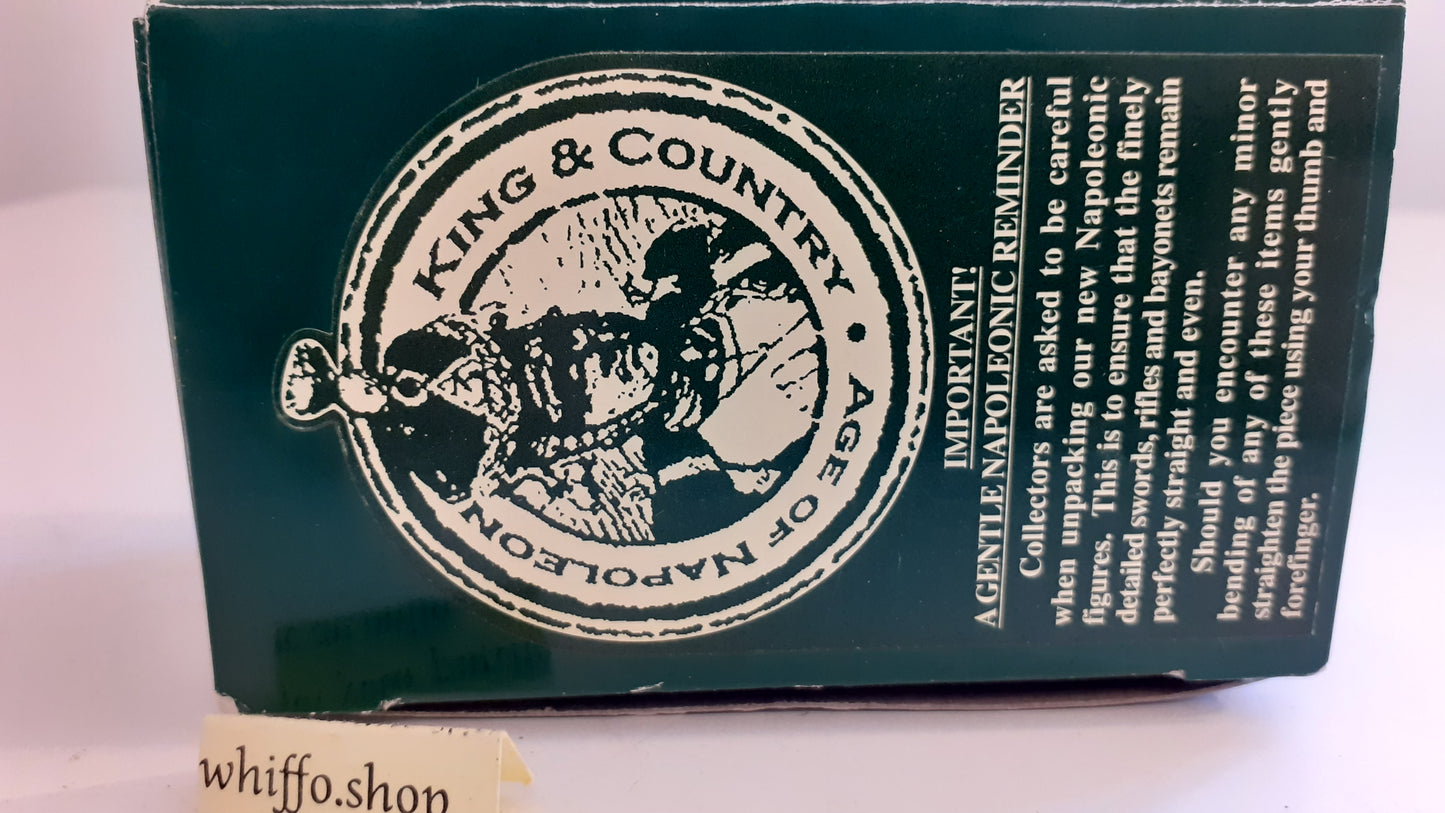 KING & COUNTRY • AGE OF NAPOLEON
IMPORTANT!
A GENTLE NAPOLEONIC REMINDER
Collectors are asked to be careful
when unpacking our new Napoleonic
figures. This is to ensure that the finely
detailed swords, rifles and bayonets remain
perfectly straight and even.
Should you encounter any minor
bending of any of these items gently
straighten the piece using your thumb and
forefinger.
whiffo.shop